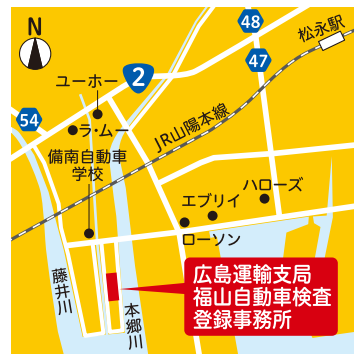 N
48
松永駅
2
47
ユーホー
54
ラ・ムー
JR山陽本線
備南自動車
学校
ハローズ
エブリイ
ローソン
藤井川
本郷川
広島運輸支局
福山自動車検査
登録事務所